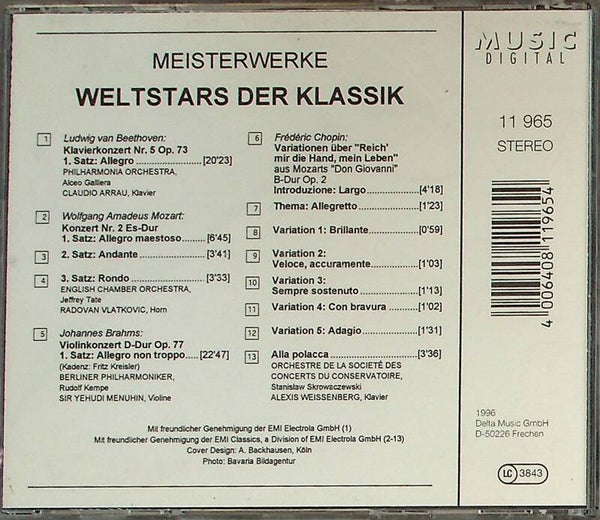 MEISTERWERKE
WELTSTARS DER KLASSIK
1 Ludwig van Beethoven:
Klavierkonzert Nr. 5 Op. 73
1. Satz: Allegro ..................... [20'23]
PHILHARMONIA ORCHESTRA,
Alceo Galliera
CLAUDIO ARRAU, Klavier
2 Wolfgang Amadeus Mozart:
Konzert Nr. 2 Es-Dur
1. Satz: Allegro maestoso ........ [6'45]
3 2. Satz: Andante .................... [3'41]
4 3. Satz: Rondo ....................... [3'33]
ENGLISH CHAMBER ORCHESTRA,
Jeffrey Tate
RADOVAN VLATKOVIC, Horn
5 Johannes Brahms:
Violinkonzert D-Dur Op. 77
1. Satz: Allegro non troppo ..... [22'47]
(Kadenz: Fritz Kreisler)
BERLINER PHILHARMONIKER,
Rudolf Kempe
SIR YEHUDI MENUHIN, Violine
6 Frédéric Chopin:
Variationen über "Reich'
mir die Hand, mein Leben"
aus Mozarts "Don Giovanni"
B-Dur Op. 2
Introduzione: Largo .................. [4'18]
7 Thema: Allegretto .................... [1'23]
8 Variation 1: Brillante ................ [0'59]
9 Variation 2:
Veloce, accuramente ................. [1'03]
10 Variation 3:
Sempre sostenuto ..................... [1'13]
11 Variation 4: Con bravura ......... [1'02]
12 Variation 5: Adagio .................. [1'31]
13 Alla polacca .............................. [3'36]
ORCHESTRE DE LA SOCIETÉ DES
CONCERTS DU CONSERVATOIRE,
Stanislaw Skrowaczewski
ALEXIS WEISSENBERG, Klavier
Mit freundlicher Genehmigung der EMI Electrola GmbH (1)
Mit freundlicher Genehmigung der EMI Classics, a Division of EMI Electrola GmbH (2-13)
Cover Design: A. Backhausen, Köln
Photo: Bavaria Bildagentur
MUSIC
DIGITAL
11 965
STEREO
4 006408 119654
1996
Delta Music GmbH
D-50226 Frechen
LC 3843